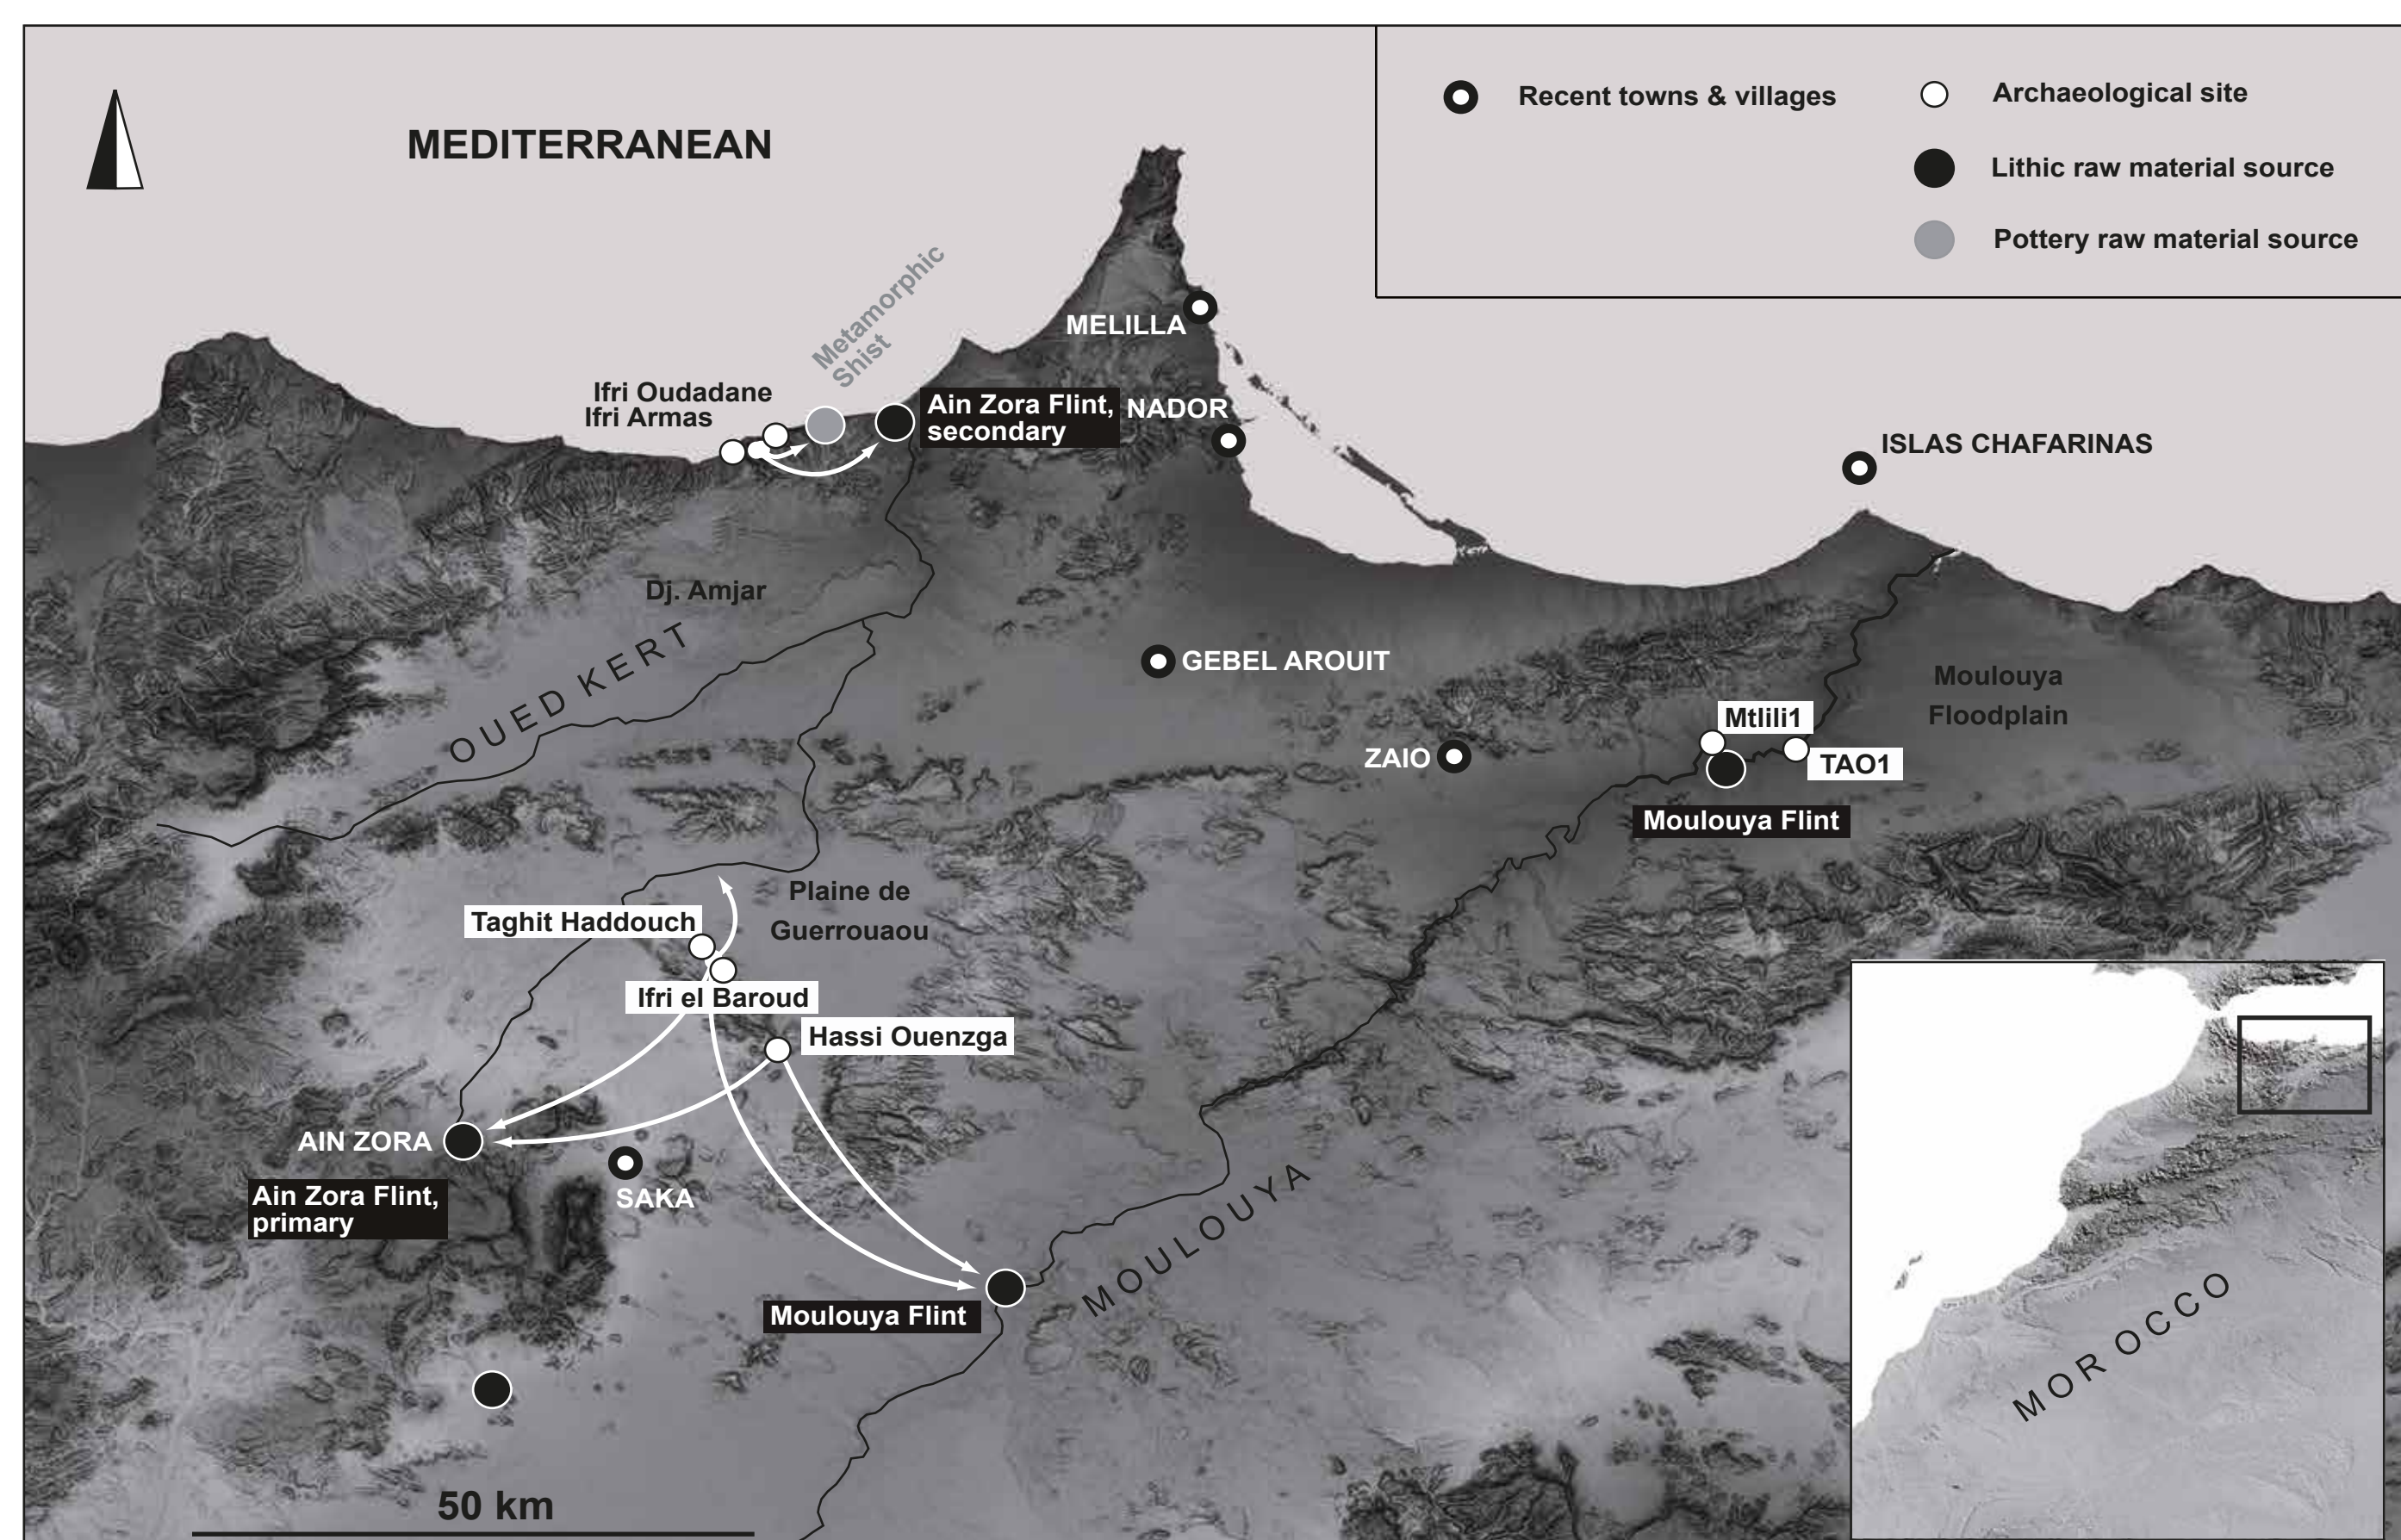 MEDITERRANEAN
Recent towns & villages
Archaeological site
Lithic raw material source
Pottery raw material source
Metamorphic
Shist
MELILLA
Ifri Oudadane
Ifri Armas
Ain Zora Flint,
secondary
NADOR
ISLAS CHAFARINAS
Dj. Amjar
OUED KERT
GEBEL AROUIT
Moulouya
Floodplain
Mtlili1
ZAIO
TAO1
Moulouya Flint
Plaine de
Guerrouaou
Taghit Haddouch
Ifri el Baroud
Hassi Ouenzga
AIN ZORA
Ain Zora Flint,
primary
SAKA
MOULOUYA
Moulouya Flint
MOROCCO
50 km